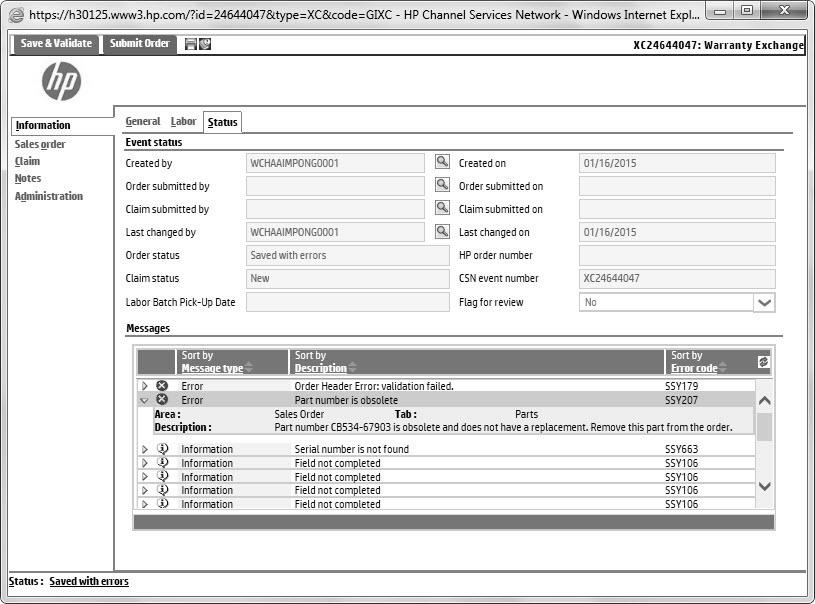 https://h30125.www3.hp.com/?id=24644047&type=XC&code=GIXC - HP Channel Services Network - Windows Internet Expl...
Save & Validate Submit Order XC24644047: Warranty Exchange
hp
Information
Sales order
Claim
Notes
Administration
General Labor Status
Event status
Created by WCHAAIMPONG0001 Created on 01/16/2015
Order submitted by Order submitted on
Claim submitted by Claim submitted on
Last changed by WCHAAIMPONG0001 Last changed on 01/16/2015
Order status Saved with errors HP order number
Claim status New CSN event number XC24644047
Labor Batch Pick-Up Date Flag for review No
Messages
Sort by Sort by Sort by
Message type Description Error code
Error Order Header Error: validation failed. SSY179
Error Part number is obsolete SSY207
Area : Sales Order Tab : Parts
Description : Part number CB534-67903 is obsolete and does not have a replacement. Remove this part from the order.
Information Serial number is not found SSY663
Information Field not completed SSY106
Information Field not completed SSY106
Information Field not completed SSY106
Information Field not completed SSY106
Status : Saved with errors